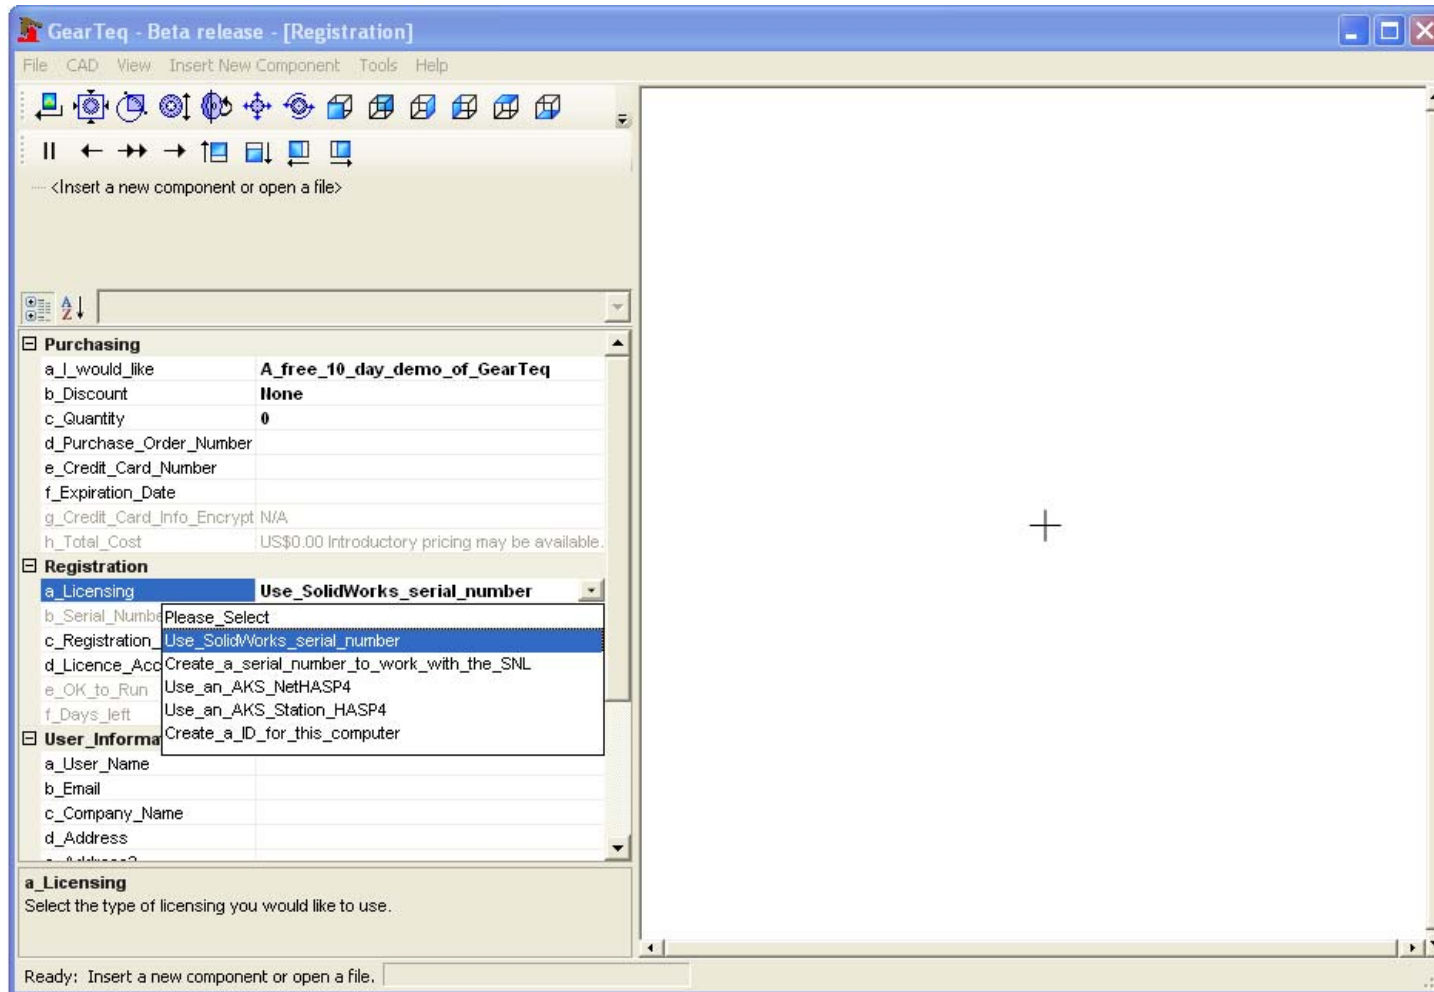 GearTeq - Beta release - [Registration]
File CAD View Insert New Component Tools Help
<Insert a new component or open a file>
A
Z
Purchasing
a_I_would_like A_free_10_day_demo_of_GearTeq
b_Discount None
c_Quantity 0
d_Purchase_Order_Number
e_Credit_Card_Number
f_Expiration_Date
g_Credit_Card_Info_Encrypt N/A
h_Total_Cost US$0.00 Introductory pricing may be available.
Registration
a_Licensing Use_SolidWorks_serial_number
b_Serial_Numbe Please_Select
c_Registration_ Use_SolidWorks_serial_number
d_Licence_Acc Create_a_serial_number_to_work_with_the_SNL
e_OK_to_Run Use_an_AKS_NetHASP4
f_Days_left Use_an_AKS_Station_HASP4
User_Informa Create_a_ID_for_this_computer
a_User_Name
b_Email
c_Company_Name
d_Address
a_Licensing
Select the type of licensing you would like to use.
Ready: Insert a new component or open a file.